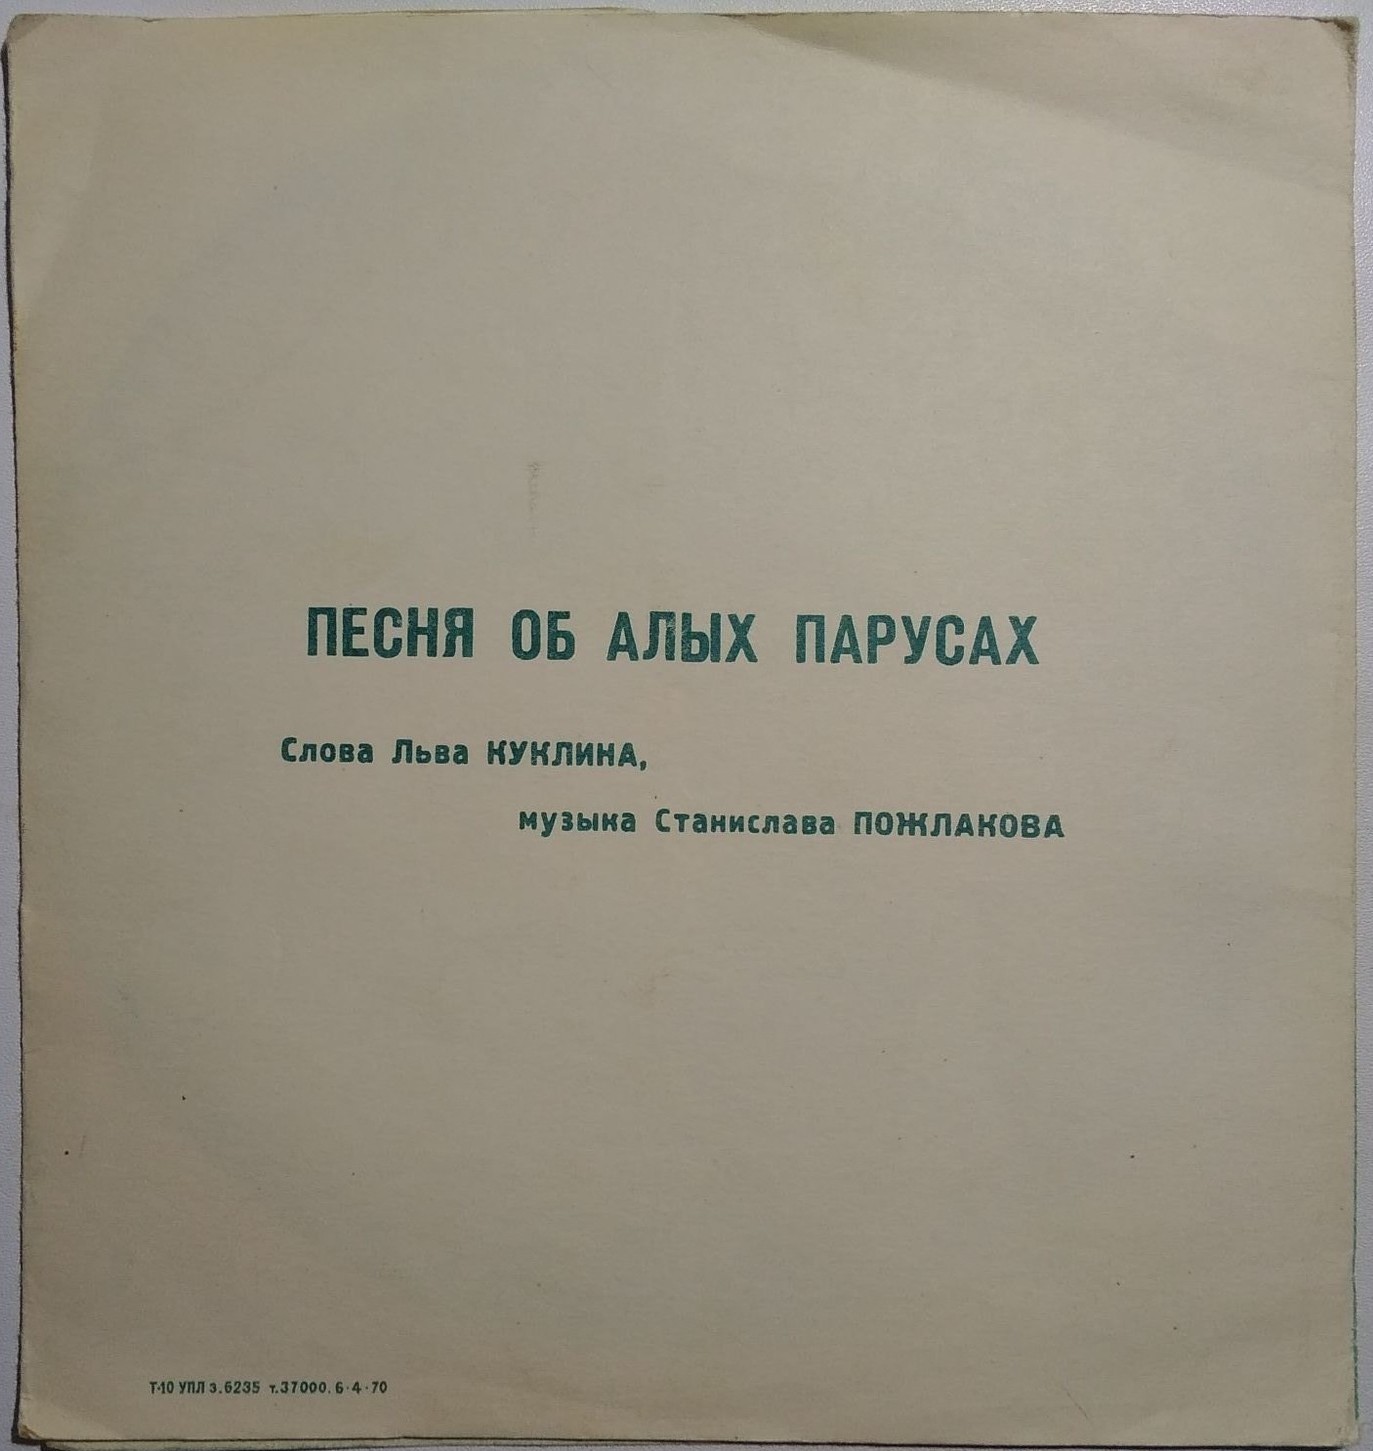 ПЕСНЯ ОБ АЛЫХ ПАРУСАХ
Слова Льва КУКЛИНА,
музыка Станислава ПОЖЛАКОВА
Т-10 УПЛ з.6235 т.37000. 6·4·70